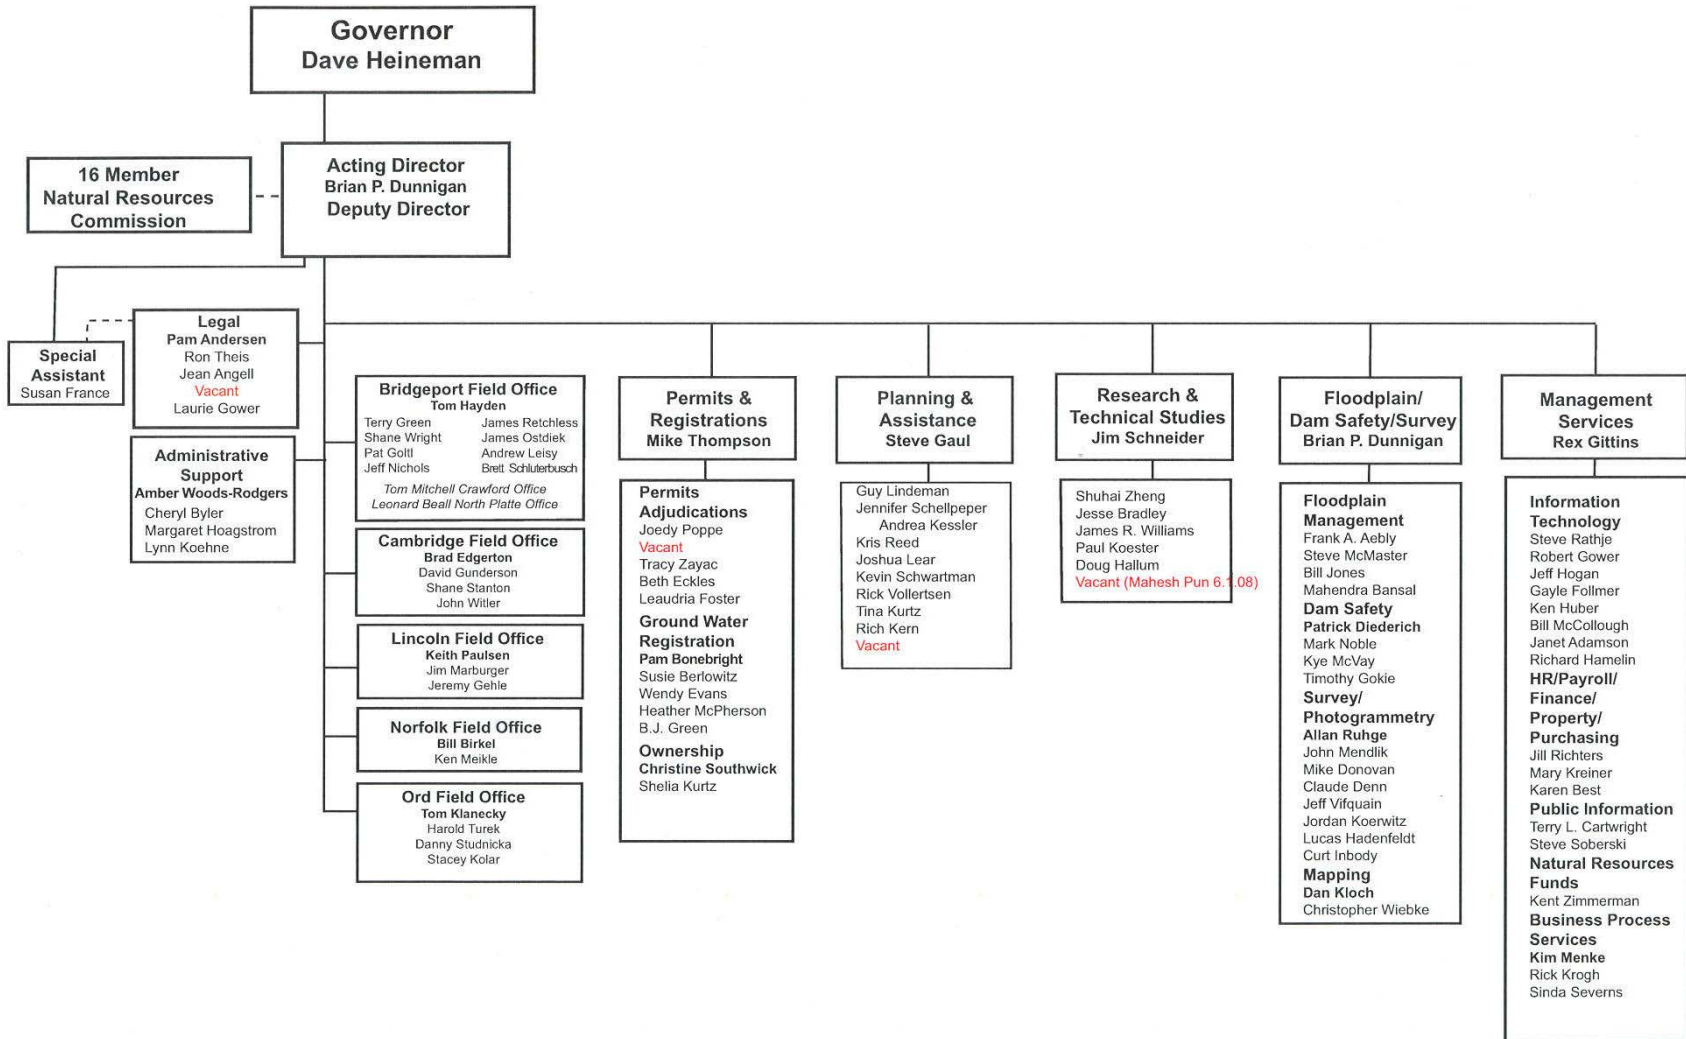 Governor
Dave Heineman
16 Member
Natural Resources
Commission
Acting Director
Brian P. Dunnigan
Deputy Director
Special
Assistant
Susan France
Legal
Pam Andersen
Ron Theis
Jean Angell
Vacant
Laurie Gower
Administrative
Support
Amber Woods-Rodgers
Cheryl Byler
Margaret Hoagstrom
Lynn Koehne
Bridgeport Field Office
Tom Hayden
Terry Green James Retchless
Shane Wright James Ostdiek
Pat Goltl Andrew Leisy
Jeff Nichols Brett Schluterbusch
Tom Mitchell Crawford Office
Leonard Beall North Platte Office
Cambridge Field Office
Brad Edgerton
David Gunderson
Shane Stanton
John Witler
Lincoln Field Office
Keith Paulsen
Jim Marburger
Jeremy Gehle
Norfolk Field Office
Bill Birkel
Ken Meikle
Ord Field Office
Tom Klanecky
Harold Turek
Danny Studnicka
Stacey Kolar
Permits &
Registrations
Mike Thompson
Permits
Adjudications
Joedy Poppe
Vacant
Tracy Zayac
Beth Eckles
Leaudria Foster
Ground Water
Registration
Pam Bonebright
Susie Berlowitz
Wendy Evans
Heather McPherson
B.J. Green
Ownership
Christine Southwick
Shelia Kurtz
Planning &
Assistance
Steve Gaul
Guy Lindeman
Jennifer Schellpeper
Andrea Kessler
Kris Reed
Joshua Lear
Kevin Schwartman
Rick Vollertsen
Tina Kurtz
Rich Kern
Vacant
Research &
Technical Studies
Jim Schneider
Shuhai Zheng
Jesse Bradley
James R. Williams
Paul Koester
Doug Hallum
Vacant (Mahesh Pun 6.1.08)
Floodplain/
Dam Safety/Survey
Brian P. Dunnigan
Floodplain
Management
Frank A. Aebly
Steve McMaster
Bill Jones
Mahendra Bansal
Dam Safety
Patrick Diederich
Mark Noble
Kye McVay
Timothy Gokie
Survey/
Photogrammetry
Allan Ruhge
John Mendlik
Mike Donovan
Claude Denn
Jeff Vifquain
Jordan Koerwitz
Lucas Hadenfeldt
Curt Inbody
Mapping
Dan Kloch
Christopher Wiebke
Management
Services
Rex Gittins
Information
Technology
Steve Rathje
Robert Gower
Jeff Hogan
Gayle Follmer
Ken Huber
Bill McCollough
Janet Adamson
Richard Hamelin
HR/Payroll/
Finance/
Property/
Purchasing
Jill Richters
Mary Kreiner
Karen Best
Public Information
Terry L. Cartwright
Steve Soberski
Natural Resources
Funds
Kent Zimmerman
Business Process
Services
Kim Menke
Rick Krogh
Sinda Severns